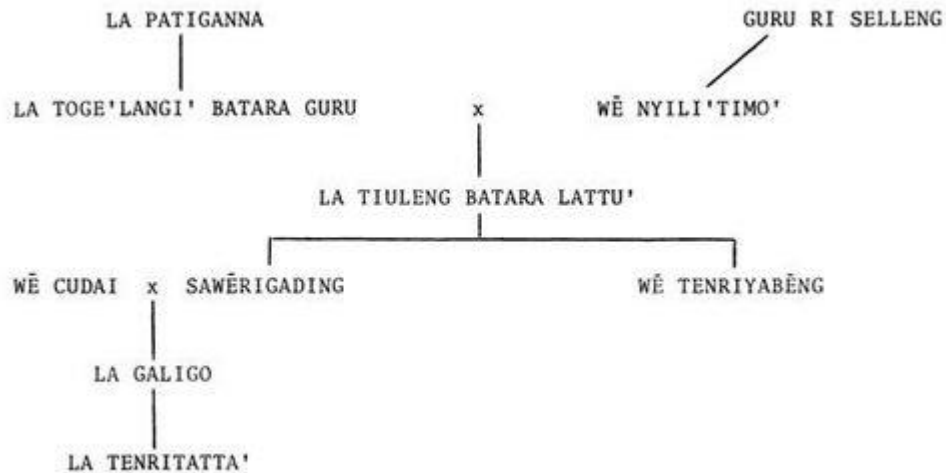 LA PATIGANNA GURU RI SELLENG
LA TOGE'LANGI' BATARA GURU x WĒ NYILI'TIMO'
LA TIULENG BATARA LATTU'
WĒ CUDAI x SAWĒRIGADING WĒ TENRIYABĒNG
LA GALIGO
LA TENRITATTA'